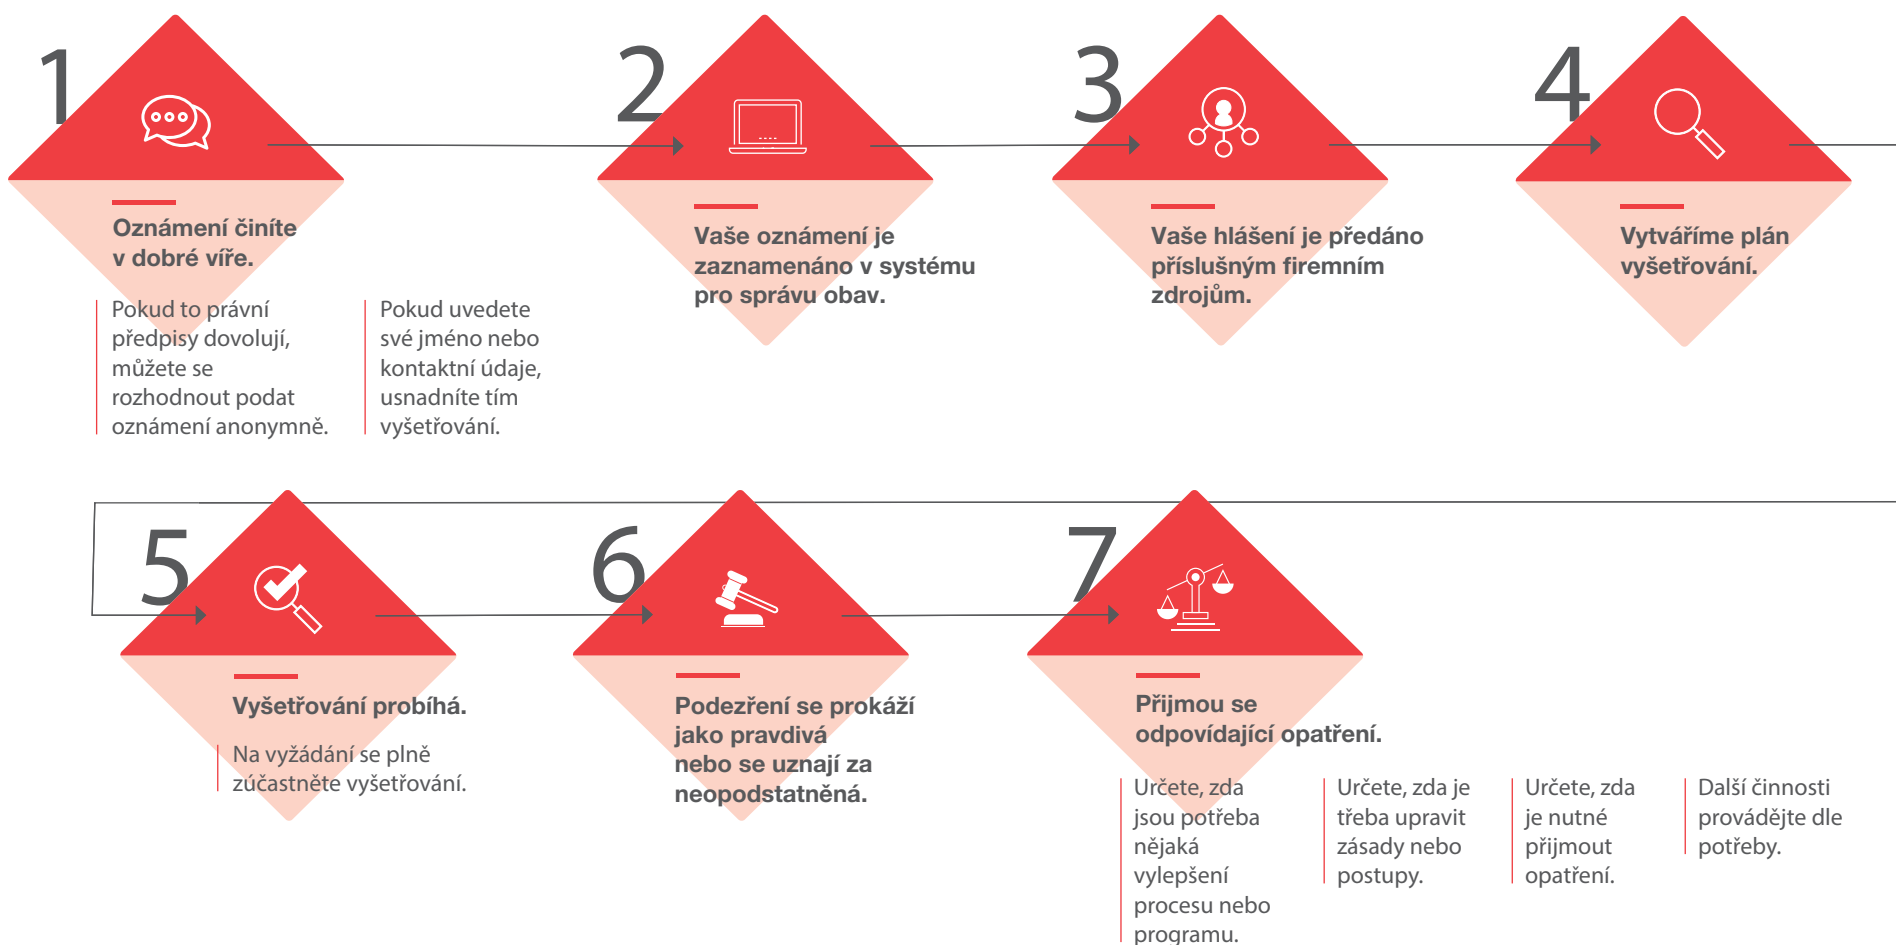 1
Oznámení činíte
v dobré víře.
Pokud to právní
předpisy dovolují,
můžete se
rozhodnout podat
oznámení anonymně.
Pokud uvedete
své jméno nebo
kontaktní údaje,
usnadníte tím
vyšetřování.
2
Vaše oznámení je
zaznamenáno v systému
pro správu obav.
3
Vaše hlášení je předáno
příslušným firemním
zdrojům.
4
Vytváříme plán
vyšetřování.
5
Vyšetřování probíhá.
Na vyžádání se plně
zúčastněte vyšetřování.
6
Podezření se prokáží
jako pravdivá
nebo se uznají za
neopodstatněná.
7
Přijmou se
odpovídající opatření.
Určete, zda
jsou potřeba
nějaká
vylepšení
procesu nebo
programu.
Určete, zda je
třeba upravit
zásady nebo
postupy.
Určete, zda
je nutné
přijmout
opatření.
Další činnosti
provádějte dle
potřeby.